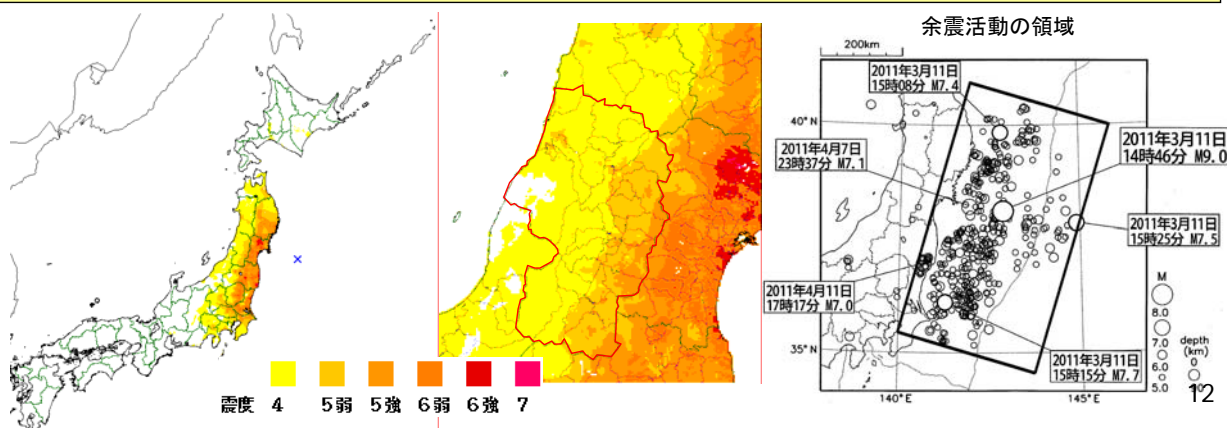 余震活動の領域
200km
2011年3月11日
15時08分 M7.4
40°N
2011年3月11日
14時46分 M9.0
2011年4月7日
23時37分 M7.1
2011年3月11日
15時25分 M7.5
2011年4月11日
17時17分 M7.0
2011年3月11日
15時15分 M7.7
35°N
140°E
145°E
M
8.0
7.0
6.0
5.0
depth
(km)
0
震度 4 5弱 5強 6弱 6強 7
12